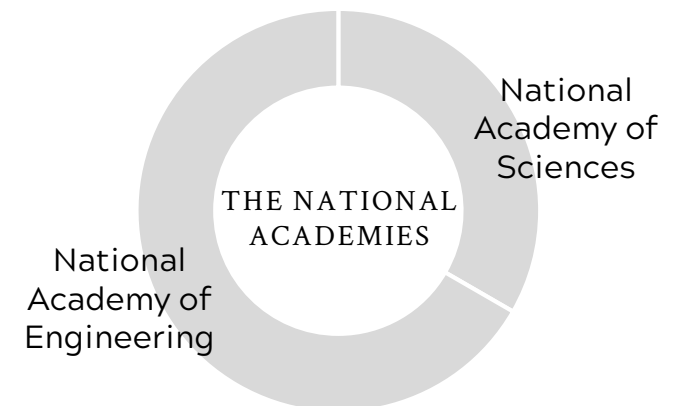 National
Academy of
Sciences
THE NATIONAL
ACADEMIES
National
Academy of
Engineering